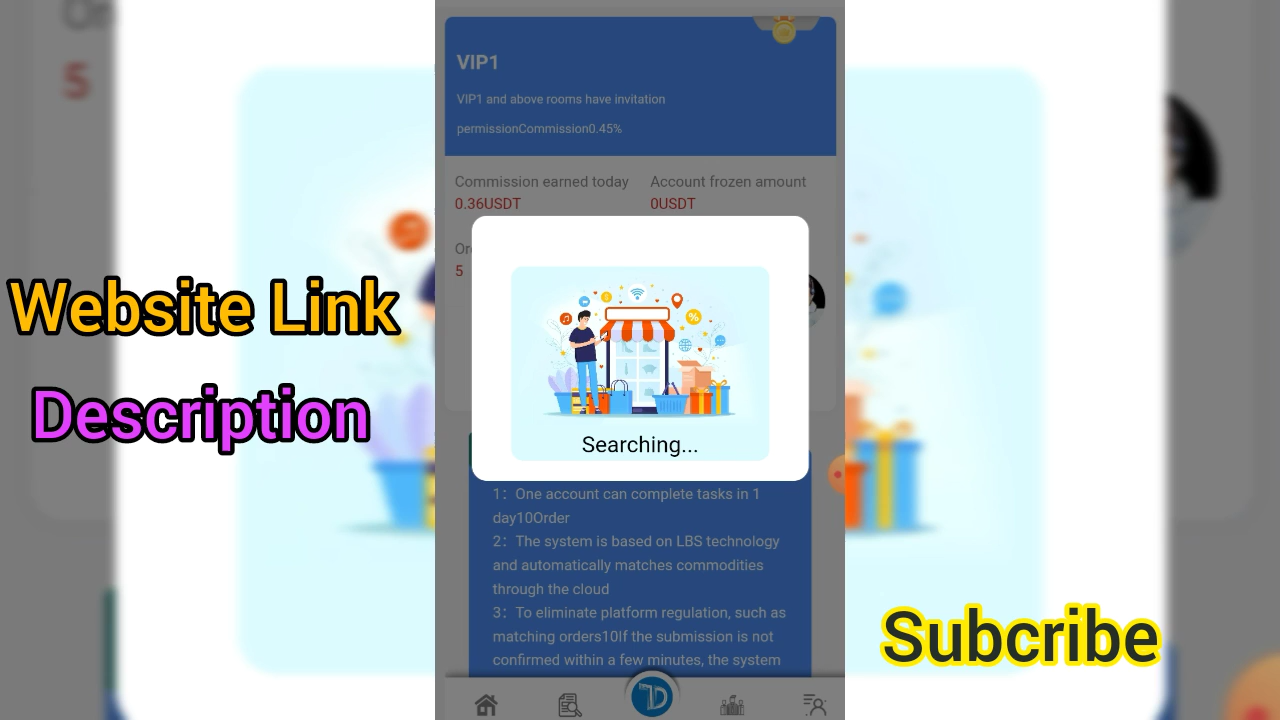 VIP1
VIP1 and above rooms have invitation
permissionCommission0.45%
Commission earned today
Account frozen amount
0.36USDT
0USDT
Or
5
Searching...
Website Link
Description
1：One account can complete tasks in 1
day10Order
2：The system is based on LBS technology
and automatically matches commodities
through the cloud
3：To eliminate platform regulation, such as
matching orders10If the submission is not
confirmed within a few minutes, the system
Subcribe